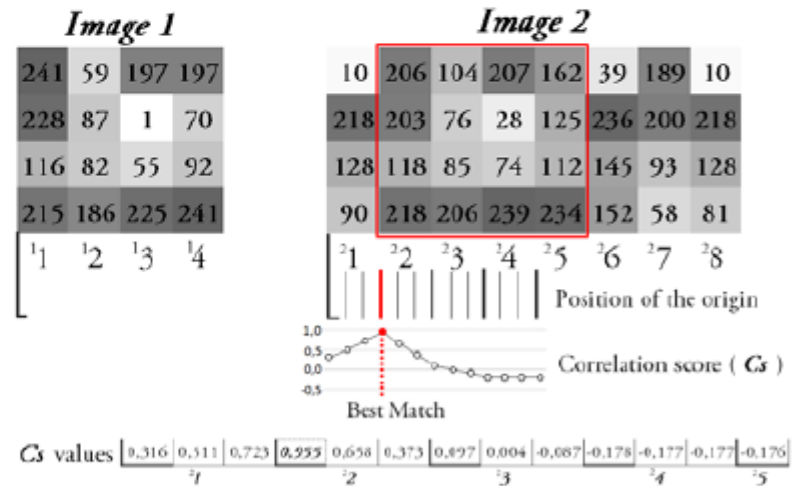 Image 1 Image 2
241 59 197 197 10 206 104 207 162 39 189 10
228 87 1 70 218 203 76 28 125 236 200 218
116 82 55 92 128 118 85 74 112 145 93 128
215 186 225 241 90 218 206 239 234 152 58 81
¹1 ¹2 ¹3 ¹4 ²1 ²2 ²3 ²4 ²5 ²6 ²7 ²8
Position of the origin
1,0
0,5
0,0
-0,5
Correlation score ( Cs )
Best Match
Cs values 0,316 0,511 0,723 0,955 0,658 0,373 0,097 0,004 -0,087 -0,178 -0,177 -0,177 -0,176
²1 ²2 ²3 ²4 ²5